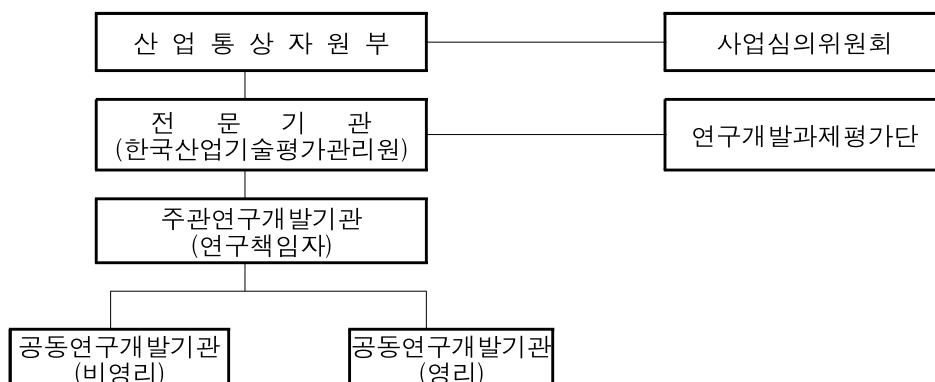 산 업 통 상 자 원 부
사업심의위원회
전 문 기 관
(한국산업기술평가관리원)
연구개발과제평가단
주관연구개발기관
(연구책임자)
공동연구개발기관
(비영리)
공동연구개발기관
(영리)